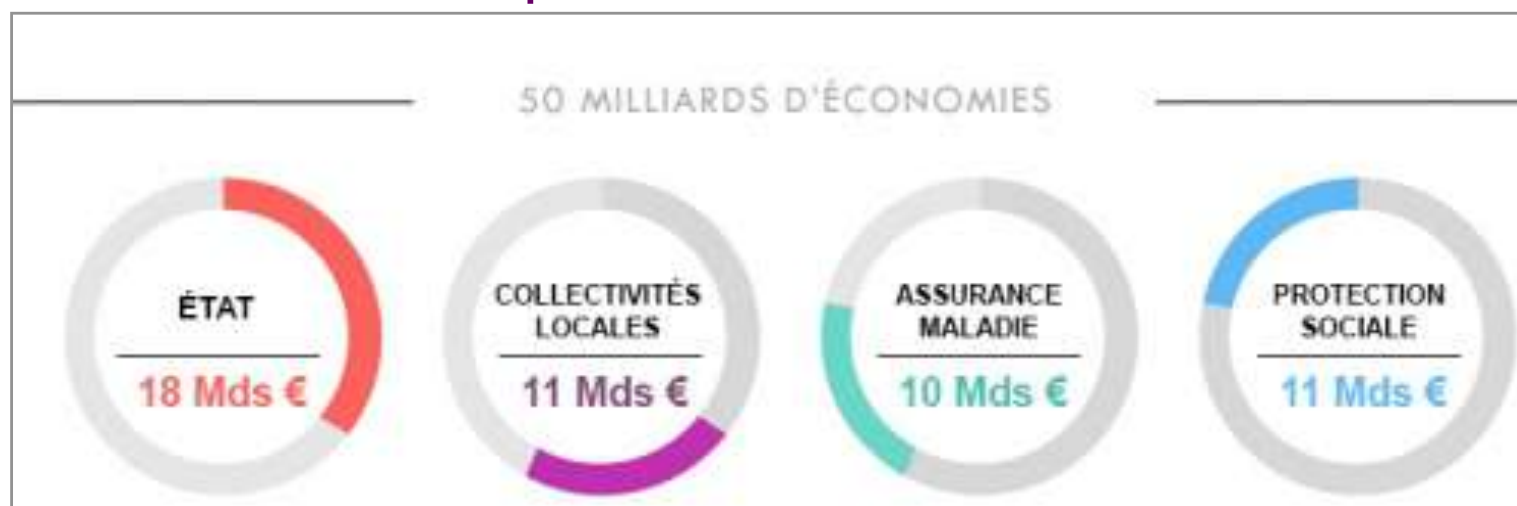 50 MILLIARDS D'ÉCONOMIES
ÉTAT
18 Mds €
COLLECTIVITÉS
LOCALES
11 Mds €
ASSURANCE
MALADIE
10 Mds €
PROTECTION
SOCIALE
11 Mds €